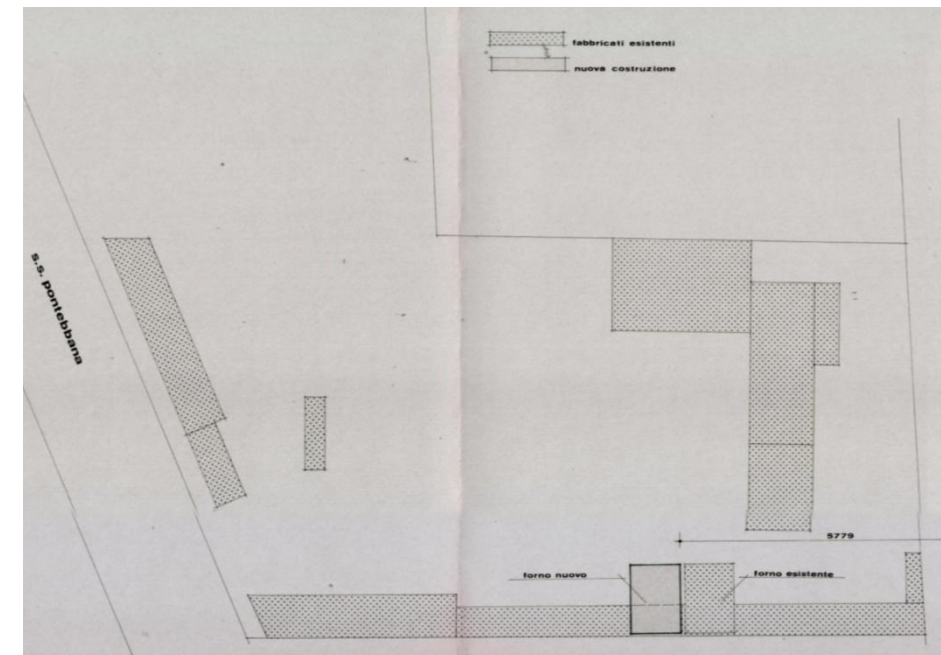 fabbricati esistenti
nuova costruzione
s.s. pontebbana
5779
forno nuovo
forno esistente